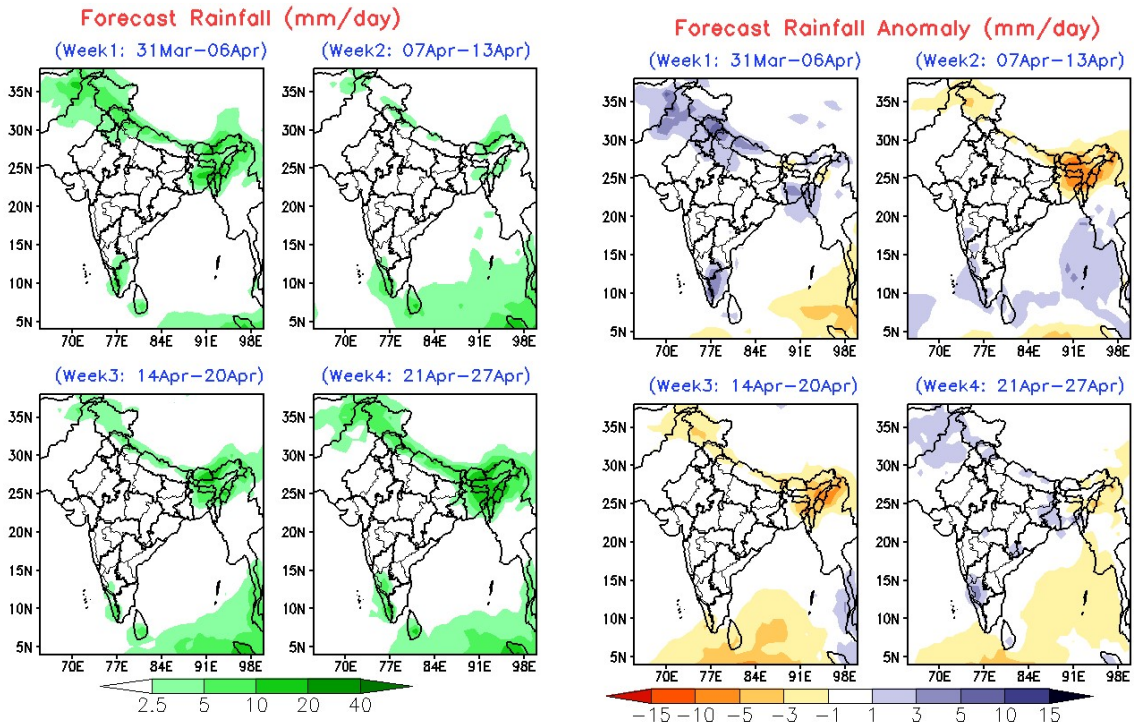 Forecast Rainfall (mm/day)
(Week1: 31Mar-06Apr)
(Week2: 07Apr-13Apr)
35N
30N
25N
20N
15N
10N
5N
70E 77E 84E 91E 98E
70E 77E 84E 91E 98E
(Week3: 14Apr-20Apr)
(Week4: 21Apr-27Apr)
35N
30N
25N
20N
15N
10N
5N
70E 77E 84E 91E 98E
70E 77E 84E 91E 98E
2.5 5 10 20 40
Forecast Rainfall Anomaly (mm/day)
(Week1: 31Mar-06Apr)
(Week2: 07Apr-13Apr)
35N
30N
25N
20N
15N
10N
5N
70E 77E 84E 91E 98E
70E 77E 84E 91E 98E
(Week3: 14Apr-20Apr)
(Week4: 21Apr-27Apr)
35N
30N
25N
20N
15N
10N
5N
70E 77E 84E 91E 98E
70E 77E 84E 91E 98E
-15 -10 -5 -3 -1 1 3 5 10 15